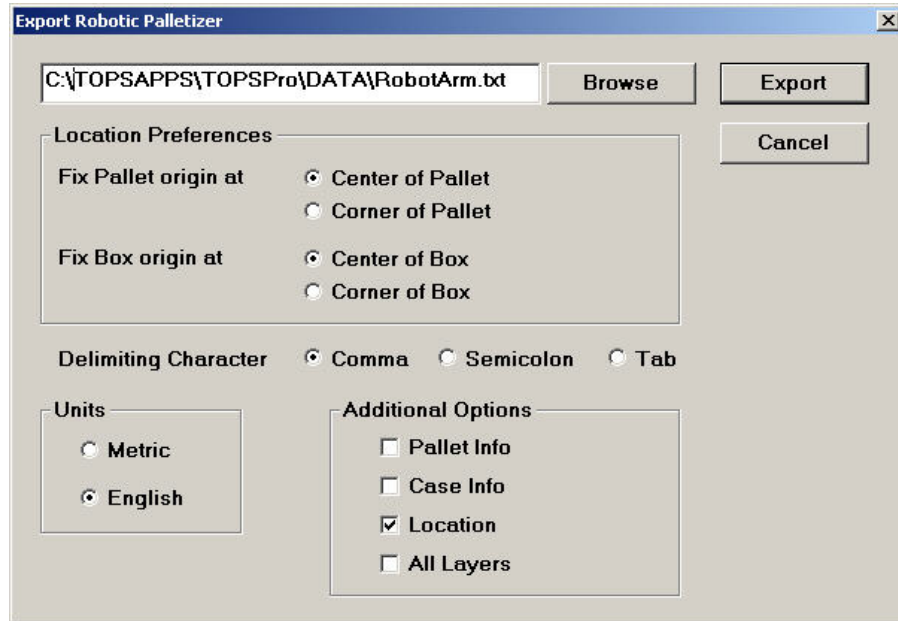 Export Robotic Palletizer
C:\TOPSAPPS\TOPSPro\DATA\RobotArm.txt
Browse
Export
Cancel
Location Preferences
Fix Pallet origin at
Center of Pallet
Corner of Pallet
Fix Box origin at
Center of Box
Corner of Box
Delimiting Character Comma Semicolon Tab
Units
Metric
English
Additional Options
Pallet Info
Case Info
Location
All Layers